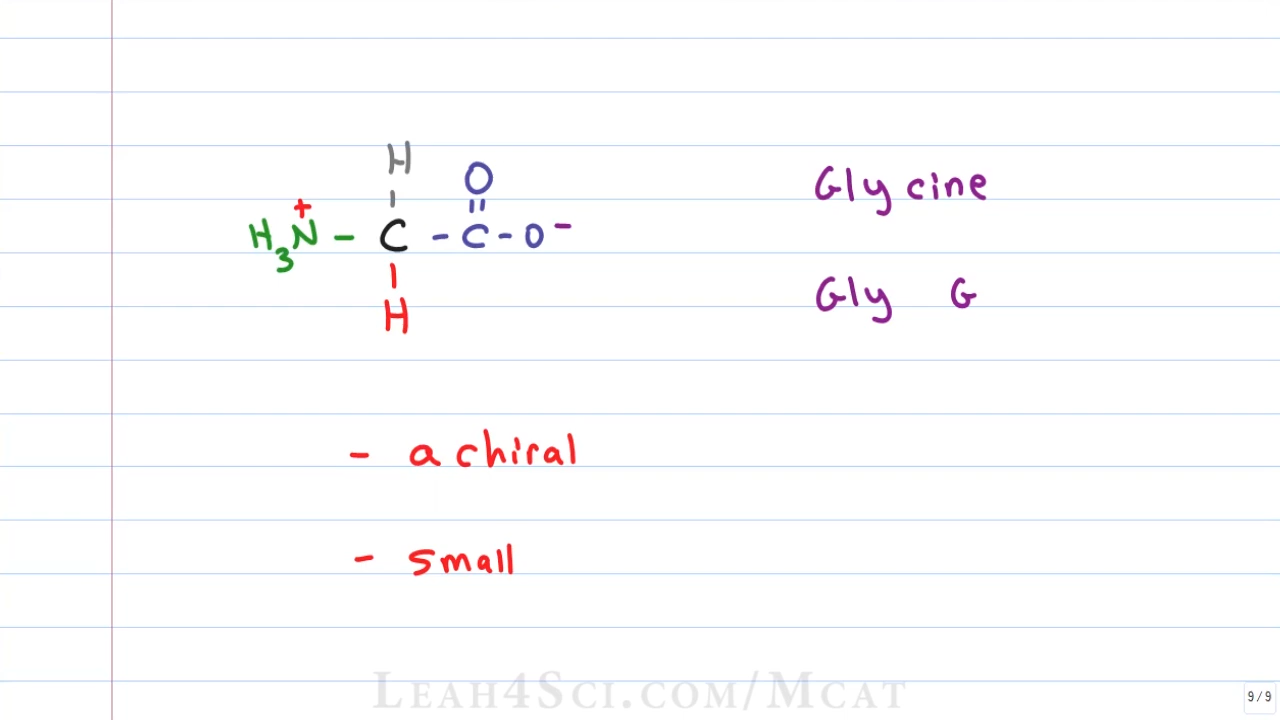 H O
H₃N⁺ - C - C - O⁻
H
Glycine
Gly G
- achiral
- small
LEAH4SCI.COM/MCAT
9/9